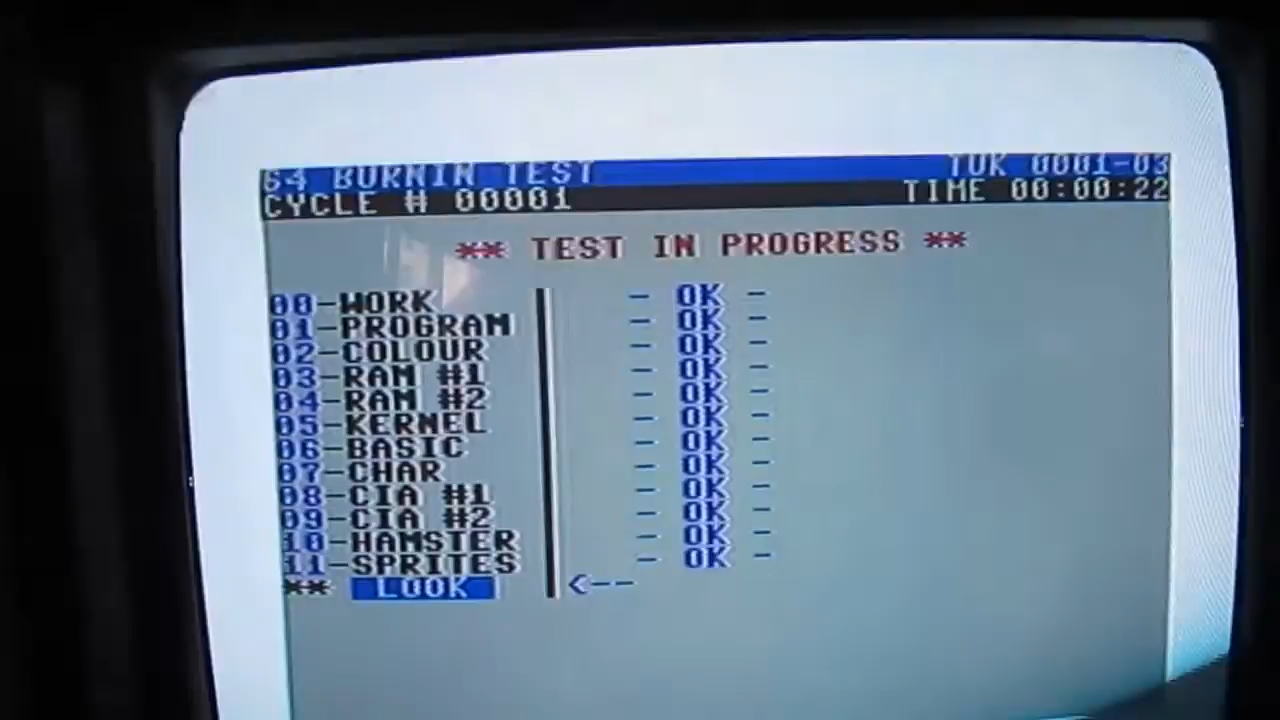 64 BURNIN TEST TUK 0001-03
CYCLE # 00001 TIME 00:00:22
** TEST IN PROGRESS **
00-WORK - OK -
01-PROGRAM - OK -
02-COLOUR - OK -
03-RAM #1 - OK -
04-RAM #2 - OK -
05-KERNEL - OK -
06-BASIC - OK -
07-CHAR - OK -
08-CIA #1 - OK -
09-CIA #2 - OK -
10-HAMSTER - OK -
11-SPRITES - OK -
** LOOK <--